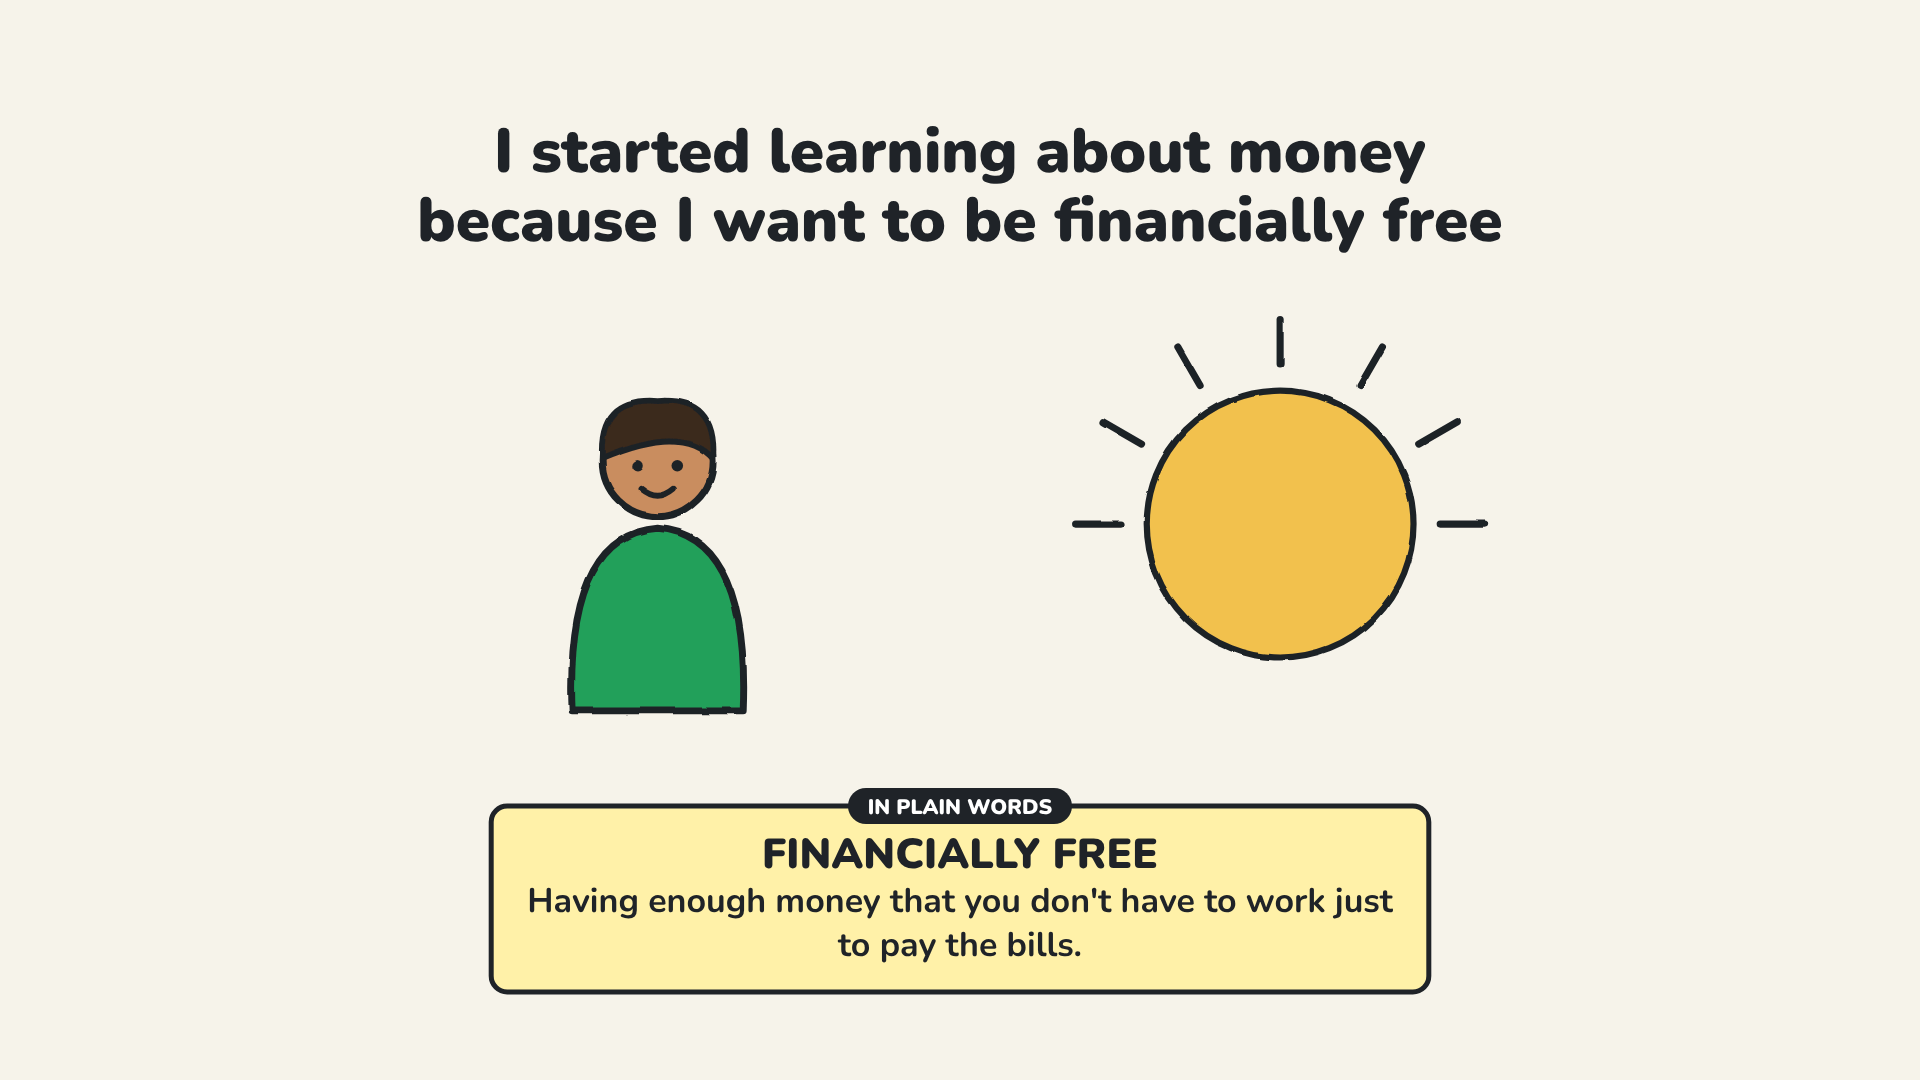 I started learning about money
because I want to be financially free
IN PLAIN WORDS
FINANCIALLY FREE
Having enough money that you don't have to work just
to pay the bills.